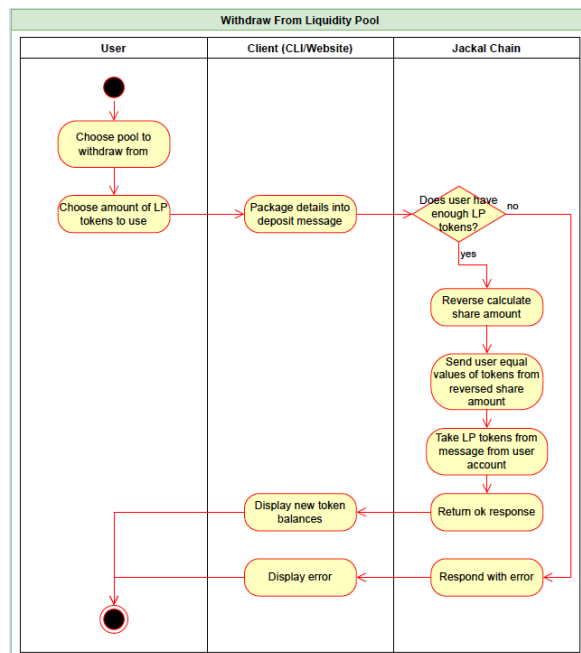 Withdraw From Liquidity Pool
User
Client (CLI/Website)
Jackal Chain
Choose pool to
withdraw from
Choose amount of LP
tokens to use
Package details into
deposit message
Does user have
enough LP
tokens?
no
yes
Reverse calculate
share amount
Send user equal
values of tokens from
reversed share
amount
Take LP tokens from
message from user
account
Display new token
balances
Return ok response
Display error
Respond with error